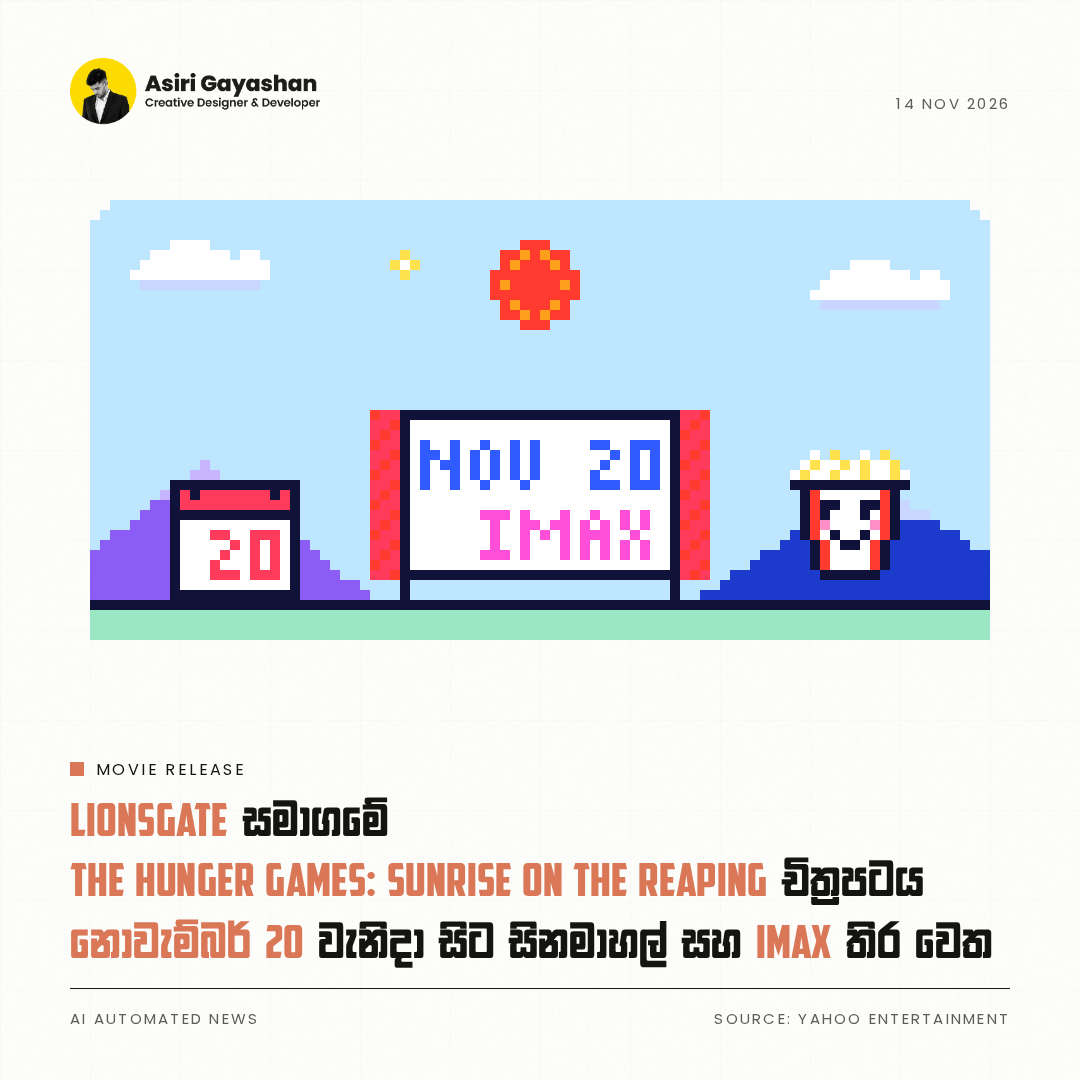 Asiri Gayashan
Creative Designer & Developer
14 NOV 2026
NOV 20
IMAX
20
MOVIE RELEASE
LIONSGATE සමාගමේ
THE HUNGER GAMES: SUNRISE ON THE REAPING චිත්‍රපටය
නොවැම්බර් 20 වැනිදා සිට සිනමාහල් සහ IMAX තිර වෙත
AI AUTOMATED NEWS
SOURCE: YAHOO ENTERTAINMENT